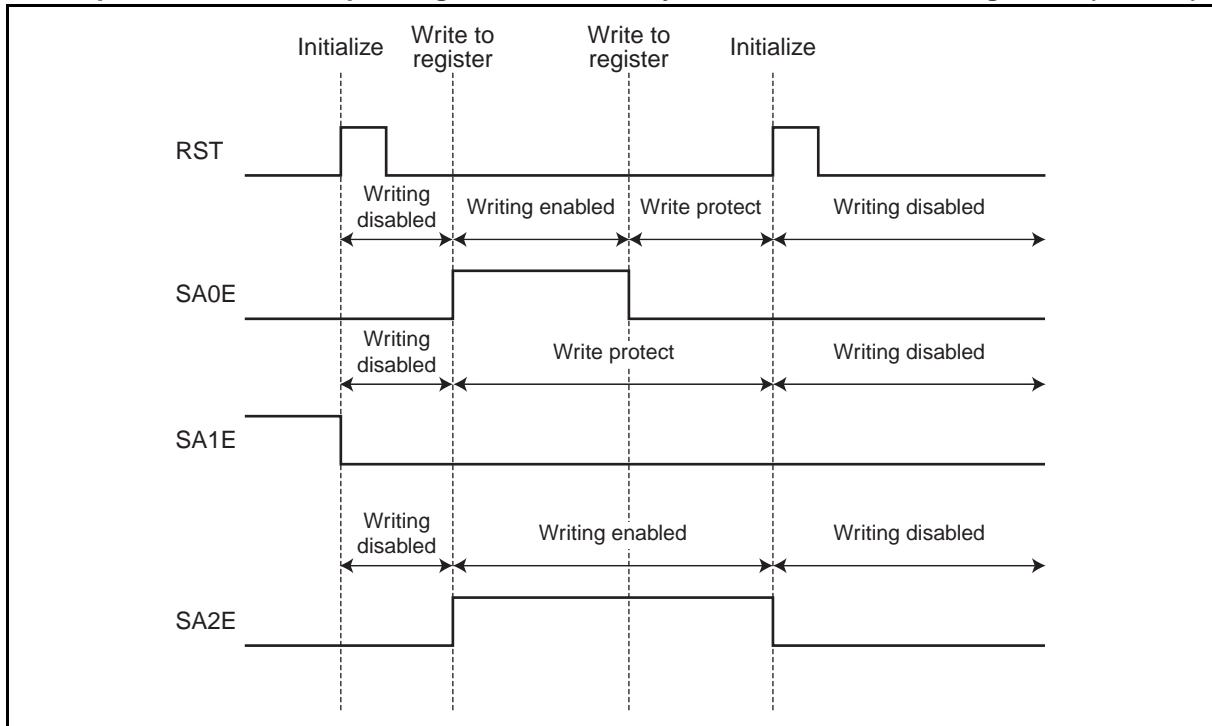 Initialize
Write to
register
Write to
register
Initialize
RST
Writing
disabled
Writing enabled
Write protect
Writing disabled
SA0E
Writing
disabled
Write protect
Writing disabled
SA1E
Writing
disabled
Writing enabled
Writing disabled
SA2E